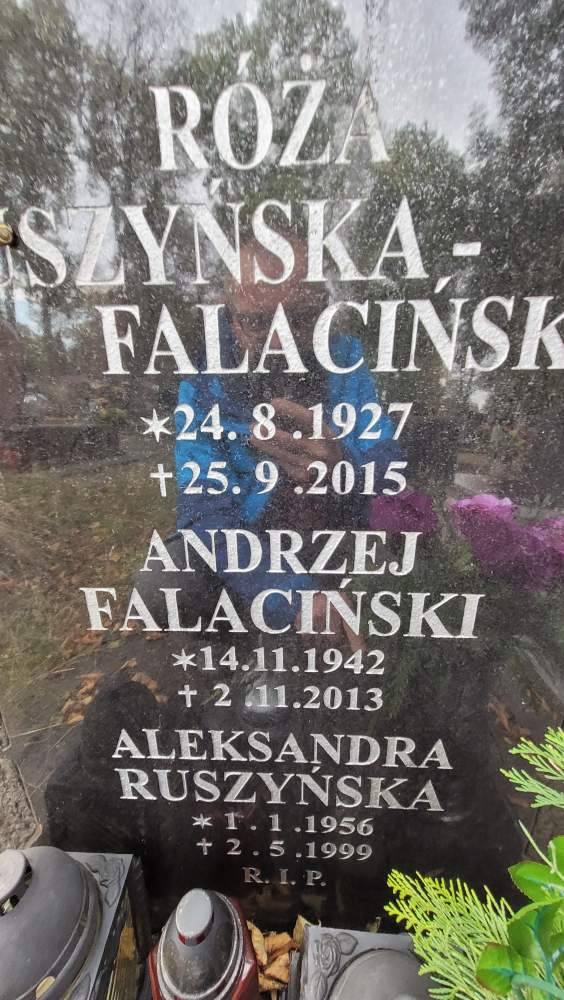 RÓŻA
USZYŃSKA-
FALACIŃSK
*24.8.1927
†25.9.2015
ANDRZEJ
FALACIŃSKI
*14.11.1942
† 2.11.2013
ALEKSANDRA
RUSZYŃSKA
* 1.1.1956
† 2.5.1999
R.I.P.